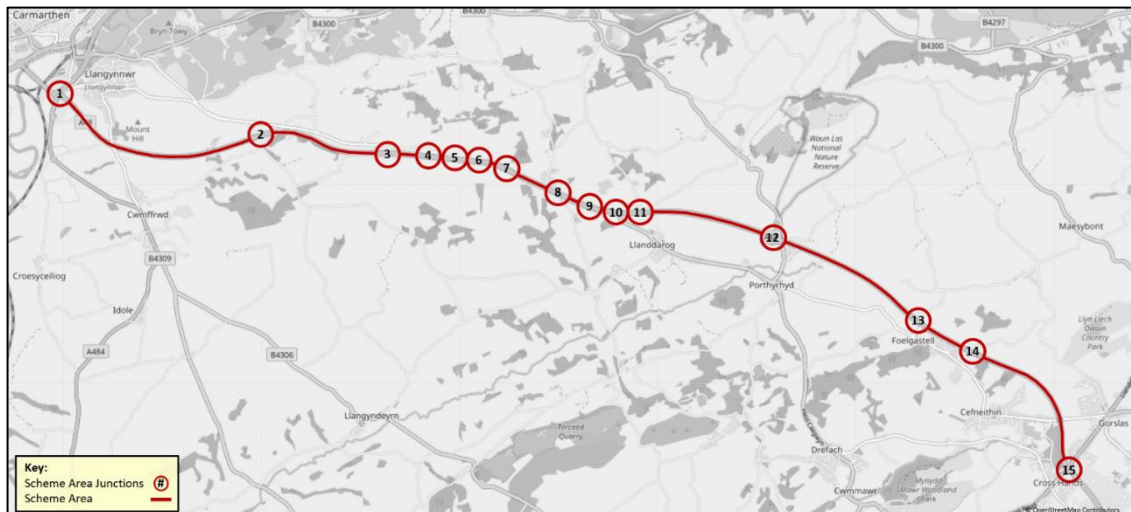 Carmarthen
B4300
B4300
B4297
Bryn-Towy
B4300
B4300
Llangynnwr
Llangynnwr
1
A48
Mount
Hill
2
3
4
5
6
7
8
9
10
11
12
13
14
15
Waun Las
National
Nature
Reserve
Cwmffrwd
Llanddarog
Maesybont
B4309
Croesyceiliog
Porthyrhyd
Idole
Foelgastell
Llyn Llech
Owain
Country
Park
A484
B4306
Llangyndeyrn
Torcoed
Quarry
Cefneithin
Gorslas
Drefach
Cwmmawr
Mynydd
Mawr Woodland
Park
Cross Hands
Key:
Scheme Area Junctions #
Scheme Area
© OpenStreetMap Contributors